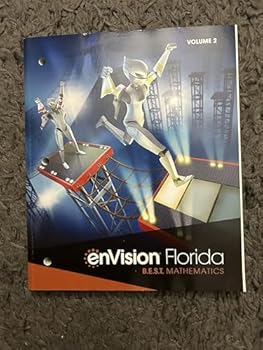 VOLUME 2
enVision Florida
B.E.S.T. MATHEMATICS